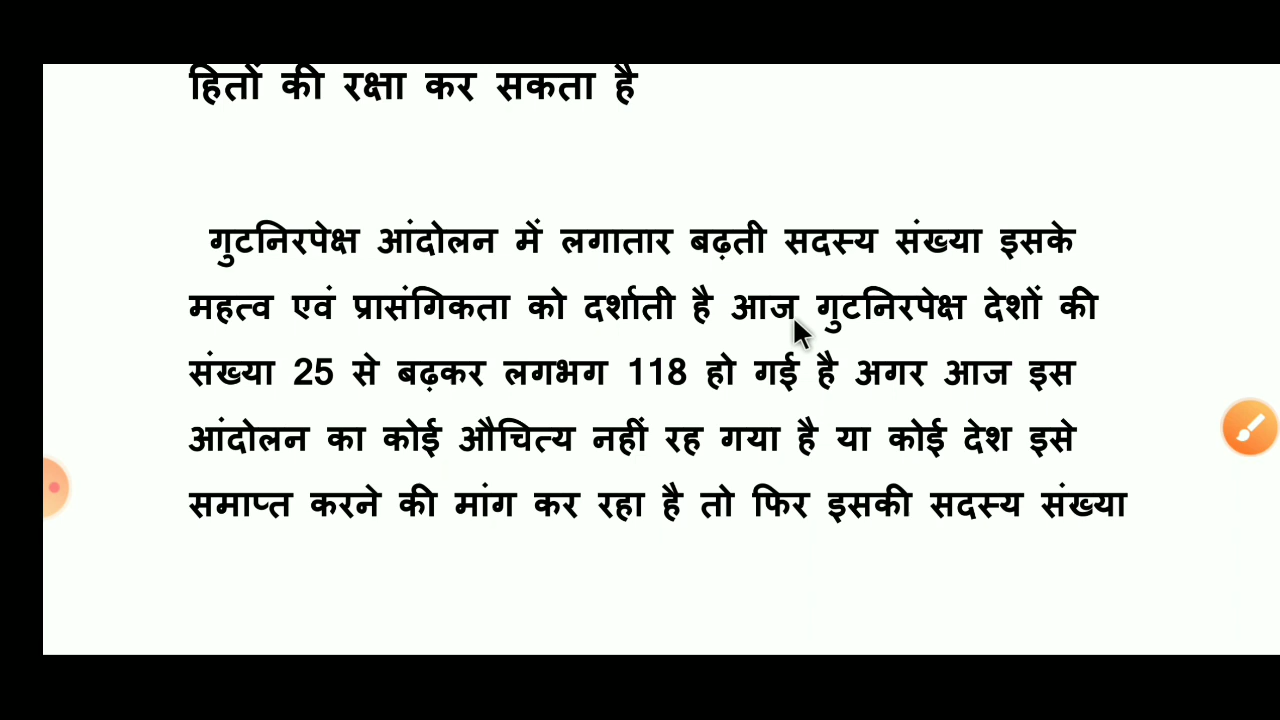 हितों की रक्षा कर सकता है
गुटनिरपेक्ष आंदोलन में लगातार बढ़ती सदस्य संख्या इसके
महत्व एवं प्रासंगिकता को दर्शाती है आज गुटनिरपेक्ष देशों की
संख्या 25 से बढ़कर लगभग 118 हो गई है अगर आज इस
आंदोलन का कोई औचित्य नहीं रह गया है या कोई देश इसे
समाप्त करने की मांग कर रहा है तो फिर इसकी सदस्य संख्या